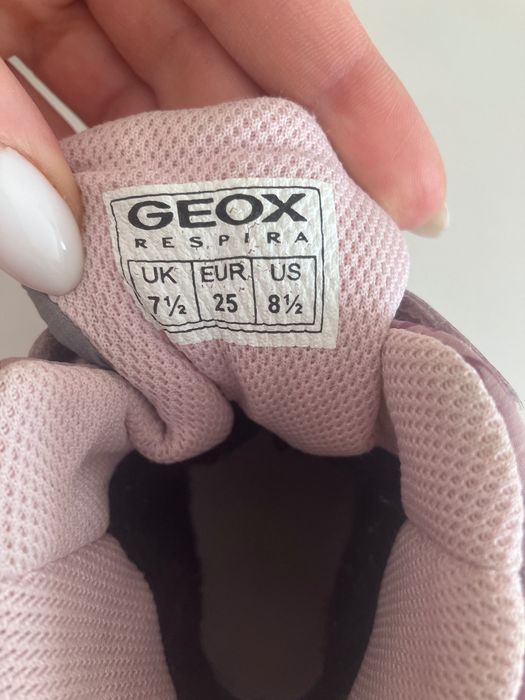 GEOX
RESPIRA
UK EUR US
7½ 25 8½